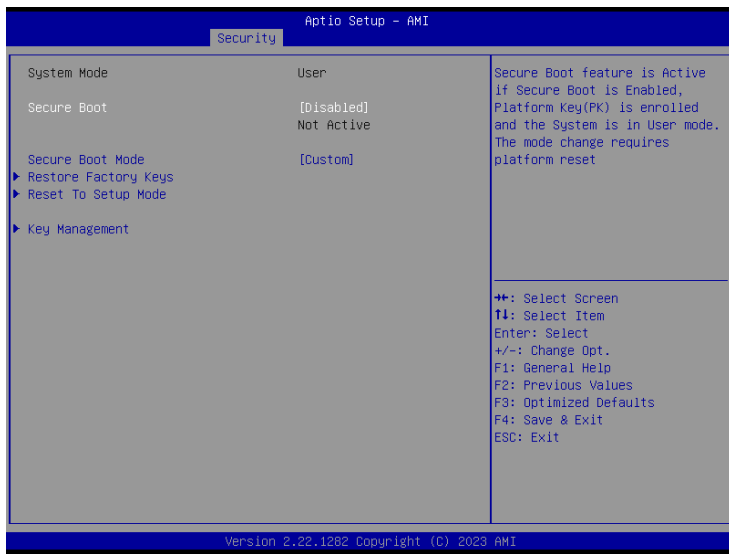 Aptio Setup – AMI
Security
System Mode User
Secure Boot [Disabled]
Not Active
Secure Boot Mode [Custom]
Restore Factory Keys
Reset To Setup Mode
Key Management
Secure Boot feature is Active
if Secure Boot is Enabled,
Platform Key(PK) is enrolled
and the System is in User mode.
The mode change requires
platform reset
→←: Select Screen
↑↓: Select Item
Enter: Select
+/-: Change Opt.
F1: General Help
F2: Previous Values
F3: Optimized Defaults
F4: Save & Exit
ESC: Exit
Version 2.22.1282 Copyright (C) 2023 AMI